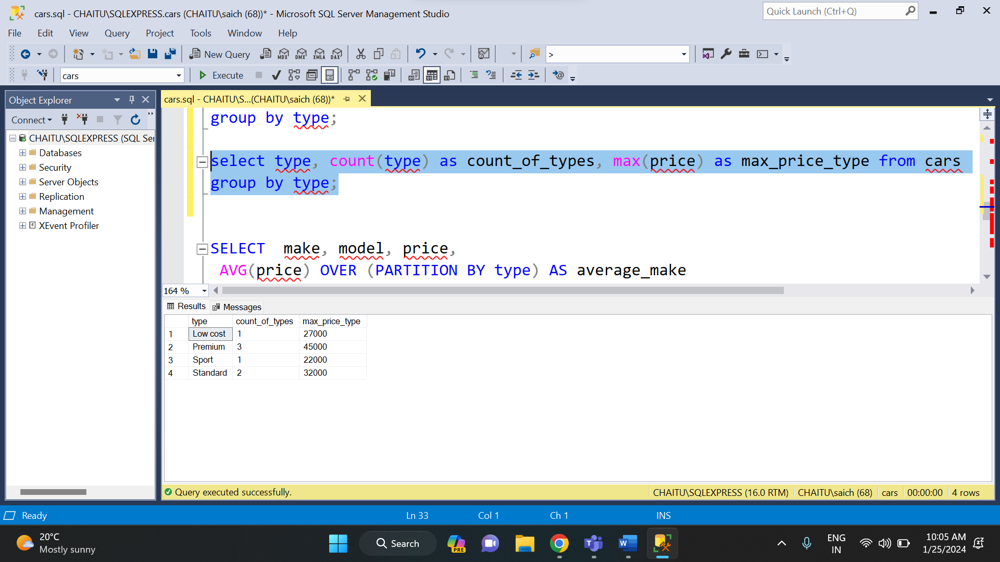 cars.sql - CHAITU\SQLEXPRESS.cars (CHAITU\saich (68))* - Microsoft SQL Server Management Studio
Quick Launch (Ctrl+Q)
File Edit View Query Project Tools Window Help
New Query MDX DMX XMLA DAX >
cars Execute
Object Explorer
Connect
CHAITU\SQLEXPRESS (SQL Ser
Databases
Security
Server Objects
Replication
Management
XEvent Profiler
cars.sql - CHAITU\S...(CHAITU\saich (68))*
group by type;
select type, count(type) as count_of_types, max(price) as max_price_type from cars
group by type;
SELECT make, model, price,
AVG(price) OVER (PARTITION BY type) AS average_make
164 %
Results Messages
type count_of_types max_price_type
1 Low cost 1 27000
2 Premium 3 45000
3 Sport 1 22000
4 Standard 2 32000
Query executed successfully. CHAITU\SQLEXPRESS (16.0 RTM) CHAITU\saich (68) cars 00:00:00 4 rows
Ready Ln 33 Col 1 Ch 1 INS
20°C
Mostly sunny
Search
PRE
ENG
IN
10:05 AM
1/25/2024